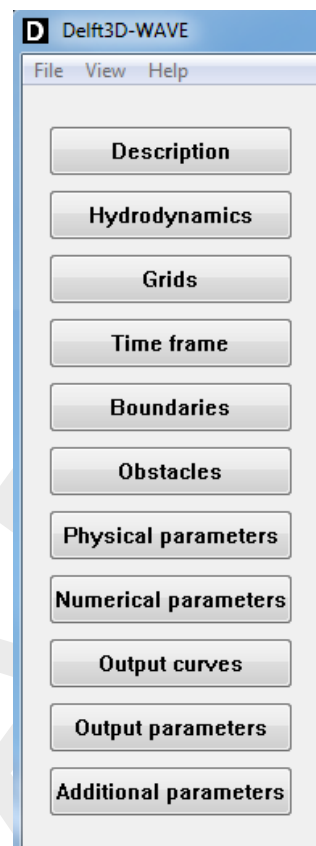 D Delft3D-WAVE
File View Help
Description
Hydrodynamics
Grids
Time frame
Boundaries
Obstacles
Physical parameters
Numerical parameters
Output curves
Output parameters
Additional parameters